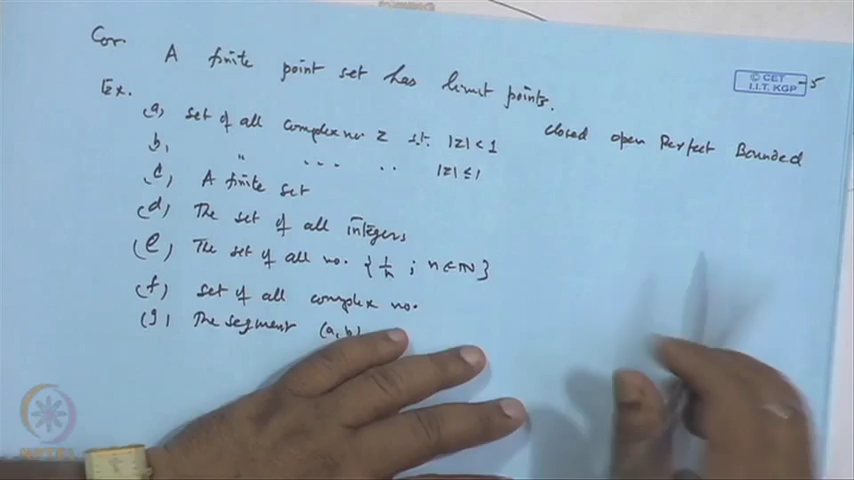 Cor. A finite point set has limit points.
© CET
I.I.T. KGP
-5
Ex.
closed open Perfect Bounded
(a) set of all complex no z s.t. |z| < 1
b, " ... .. |z| ≤ 1
(c) A finite set
(d) The set of all integers
(e) The set of all no. {1/n ; n ∈ IN}
(f) set of all complex no.
(g) The segment (a, b)